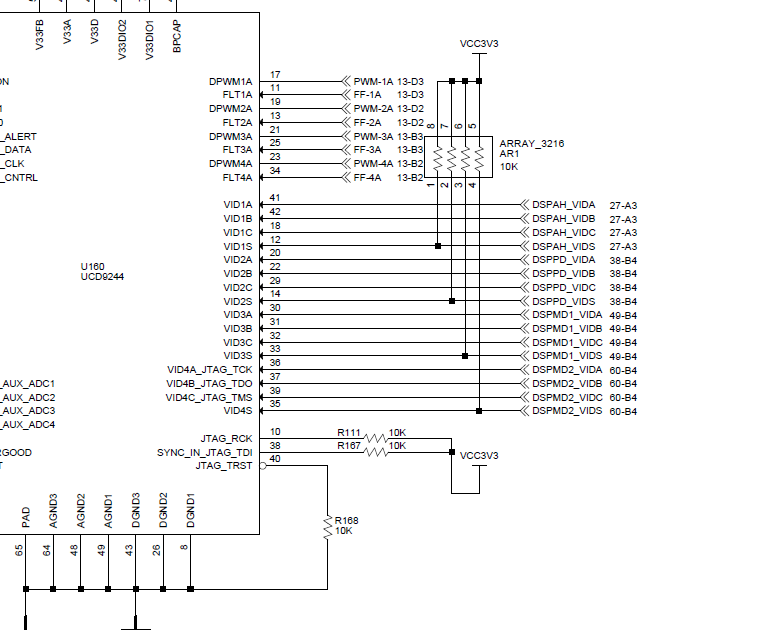 V33FB
V33A
V33D
V33DIO2
V33DIO1
BPCAP
VCC3V3
DPWM1A 17 PWM-1A 13-D3
FLT1A 11 FF-1A 13-D3
DPWM2A 19 PWM-2A 13-D2
FLT2A 13 FF-2A 13-D2
_ALERT DPWM3A 21 PWM-3A 13-B3
_DATA FLT3A 25 FF-3A 13-B3
_CLK DPWM4A 23 PWM-4A 13-B2
_CNTRL FLT4A 34 FF-4A 13-B2
8 7 6 5
ARRAY_3216
AR1
10K
1 2 3 4
VID1A 41 DSPAH_VIDA 27-A3
VID1B 42 DSPAH_VIDB 27-A3
VID1C 18 DSPAH_VIDC 27-A3
VID1S 12 DSPAH_VIDS 27-A3
VID2A 20 DSPPD_VIDA 38-B4
VID2B 22 DSPPD_VIDB 38-B4
VID2C 29 DSPPD_VIDC 38-B4
VID2S 14 DSPPD_VIDS 38-B4
VID3A 30 DSPMD1_VIDA 49-B4
VID3B 31 DSPMD1_VIDB 49-B4
VID3C 32 DSPMD1_VIDC 49-B4
VID3S 33 DSPMD1_VIDS 49-B4
VID4A_JTAG_TCK 36 DSPMD2_VIDA 60-B4
VID4B_JTAG_TDO 37 DSPMD2_VIDB 60-B4
VID4C_JTAG_TMS 39 DSPMD2_VIDC 60-B4
VID4S 35 DSPMD2_VIDS 60-B4
U160
UCD9244
_AUX_ADC1
_AUX_ADC2
_AUX_ADC3
_AUX_ADC4
JTAG_RCK 10 R111 10K
SYNC_IN_JTAG_TDI 38 R167 10K
JTAG_TRST 40
VCC3V3
RGOOD
R168
10K
PAD
AGND3
AGND2
AGND1
DGND3
DGND2
DGND1
65 64 48 49 43 26 8